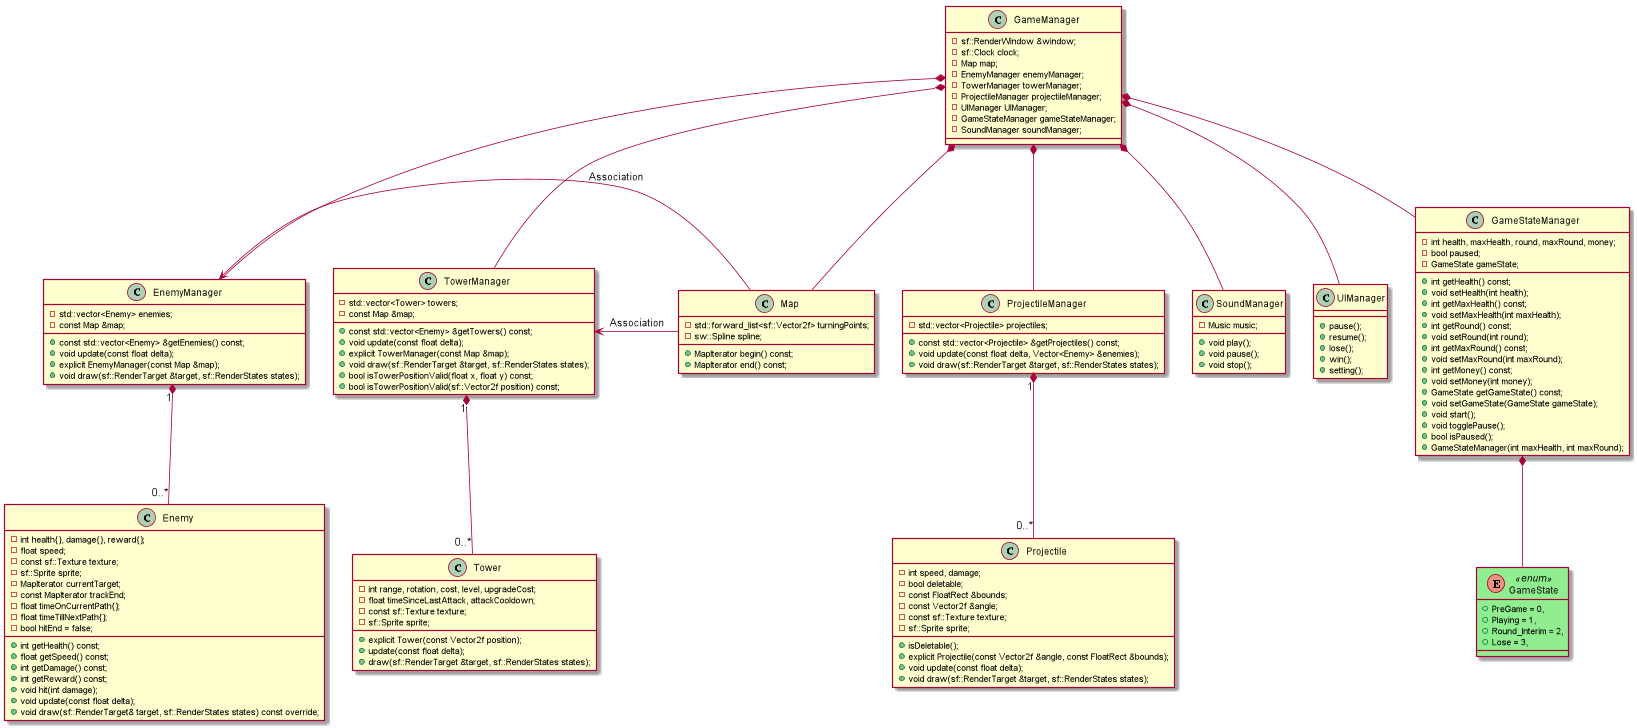 C GameManager
sf::RenderWindow &window;
sf::Clock clock;
Map map;
EnemyManager enemyManager;
TowerManager towerManager;
ProjectileManager projectileManager;
UIManager UIManager;
GameStateManager gameStateManager;
SoundManager soundManager;
Association
C EnemyManager
std::vector<Enemy> enemies;
const Map &map;
const std::vector<Enemy> &getEnemies() const;
void update(const float delta);
explicit EnemyManager(const Map &map);
void draw(sf::RenderTarget &target, sf::RenderStates states);
C TowerManager
std::vector<Tower> towers;
const Map &map;
const std::vector<Enemy> &getTowers() const;
void update(const float delta);
explicit TowerManager(const Map &map);
void draw(sf::RenderTarget &target, sf::RenderStates states);
bool isTowerPositionValid(float x, float y) const;
bool isTowerPositionValid(sf::Vector2f position) const;
Association
C Map
std::forward_list<sf::Vector2f> turningPoints;
sw::Spline spline;
MapIterator begin() const;
MapIterator end() const;
C ProjectileManager
std::vector<Projectile> projectiles;
const std::vector<Projectile> &getProjectiles() const;
void update(const float delta, Vector<Enemy> &enemies);
void draw(sf::RenderTarget &target, sf::RenderStates states);
C SoundManager
Music music;
void play();
void pause();
void stop();
C UIManager
pause();
resume();
lose();
win();
setting();
C GameStateManager
int health, maxHealth, round, maxRound, money;
bool paused;
GameState gameState;
int getHealth() const;
void setHealth(int health);
int getMaxHealth() const;
void setMaxHealth(int maxHealth);
int getRound() const;
void setRound(int round);
int getMaxRound() const;
void setMaxRound(int maxRound);
int getMoney() const;
void setMoney(int money);
GameState getGameState() const;
void setGameState(GameState gameState);
void start();
void togglePause();
bool isPaused();
GameStateManager(int maxHealth, int maxRound);
1
0..*
1
0..*
1
0..*
C Enemy
int health{}, damage{}, reward{};
float speed;
const sf::Texture texture;
sf::Sprite sprite;
MapIterator currentTarget;
const MapIterator trackEnd;
float timeOnCurrentPath{};
float timeTillNextPath{};
bool hitEnd = false;
int getHealth() const;
float getSpeed() const;
int getDamage() const;
int getReward() const;
void hit(int damage);
void update(const float delta);
void draw(sf::RenderTarget& target, sf::RenderStates states) const override;
C Tower
int range, rotation, cost, level, upgradeCost;
float timeSinceLastAttack, attackCooldown;
const sf::Texture texture;
sf::Sprite sprite;
explicit Tower(const Vector2f position);
update(const float delta);
draw(sf::RenderTarget &target, sf::RenderStates states);
C Projectile
int speed, damage;
bool deletable;
const FloatRect &bounds;
const Vector2f &angle;
const sf::Texture texture;
sf::Sprite sprite;
isDeletable();
explicit Projectile(const Vector2f &angle, const FloatRect &bounds);
void update(const float delta);
void draw(sf::RenderTarget &target, sf::RenderStates states);
«enum»
E GameState
PreGame = 0,
Playing = 1,
Round_Interim = 2,
Lose = 3,